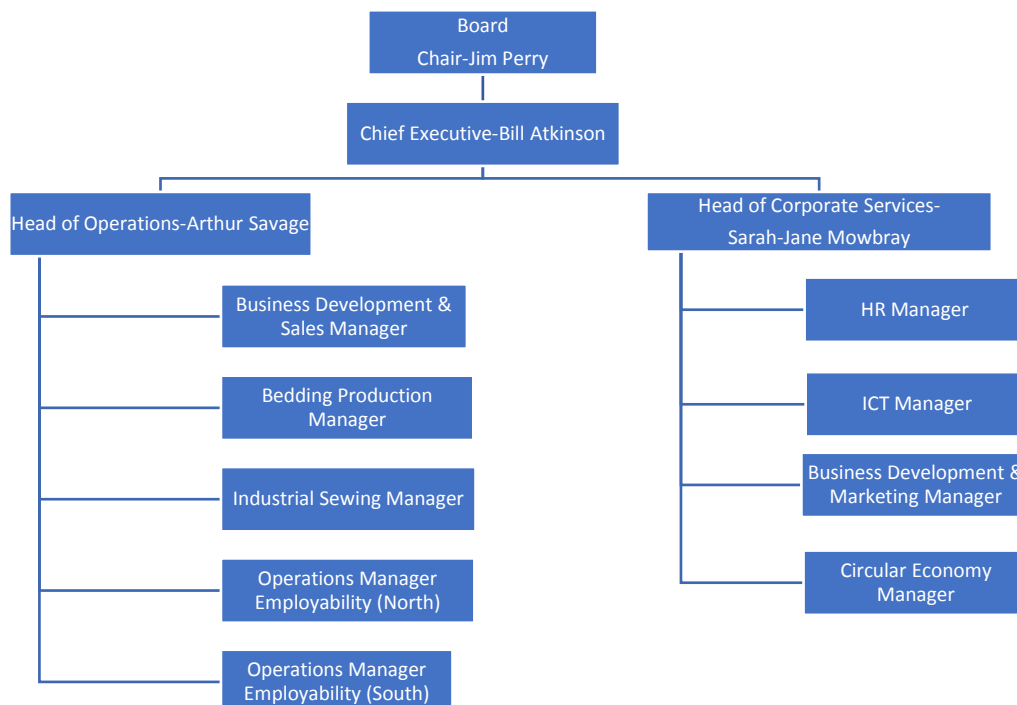 Board
Chair-Jim Perry
Chief Executive-Bill Atkinson
Head of Operations-Arthur Savage
Business Development &
Sales Manager
Bedding Production
Manager
Industrial Sewing Manager
Operations Manager
Employability (North)
Operations Manager
Employability (South)
Head of Corporate Services-
Sarah-Jane Mowbray
HR Manager
ICT Manager
Business Development &
Marketing Manager
Circular Economy
Manager